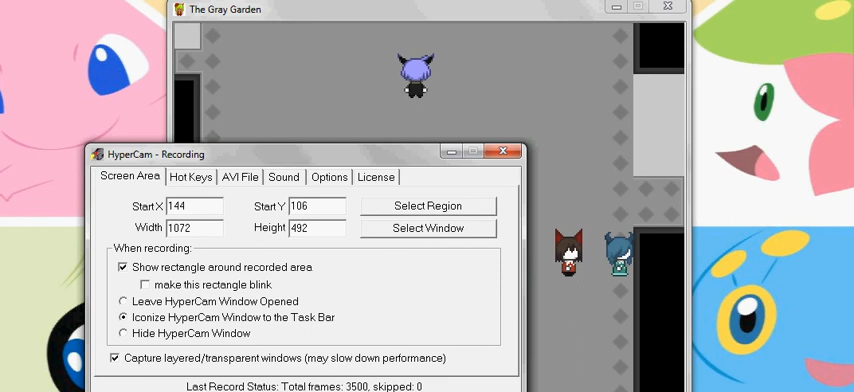 The Gray Garden
HyperCam - Recording
Screen Area Hot Keys AVI File Sound Options License
Start X 144 Start Y 106 Select Region
Width 1072 Height 492 Select Window
When recording:
Show rectangle around recorded area
make this rectangle blink
Leave HyperCam Window Opened
Iconize HyperCam Window to the Task Bar
Hide HyperCam Window
Capture layered/transparent windows (may slow down performance)
Last Record Status: Total frames: 3500, skipped: 0